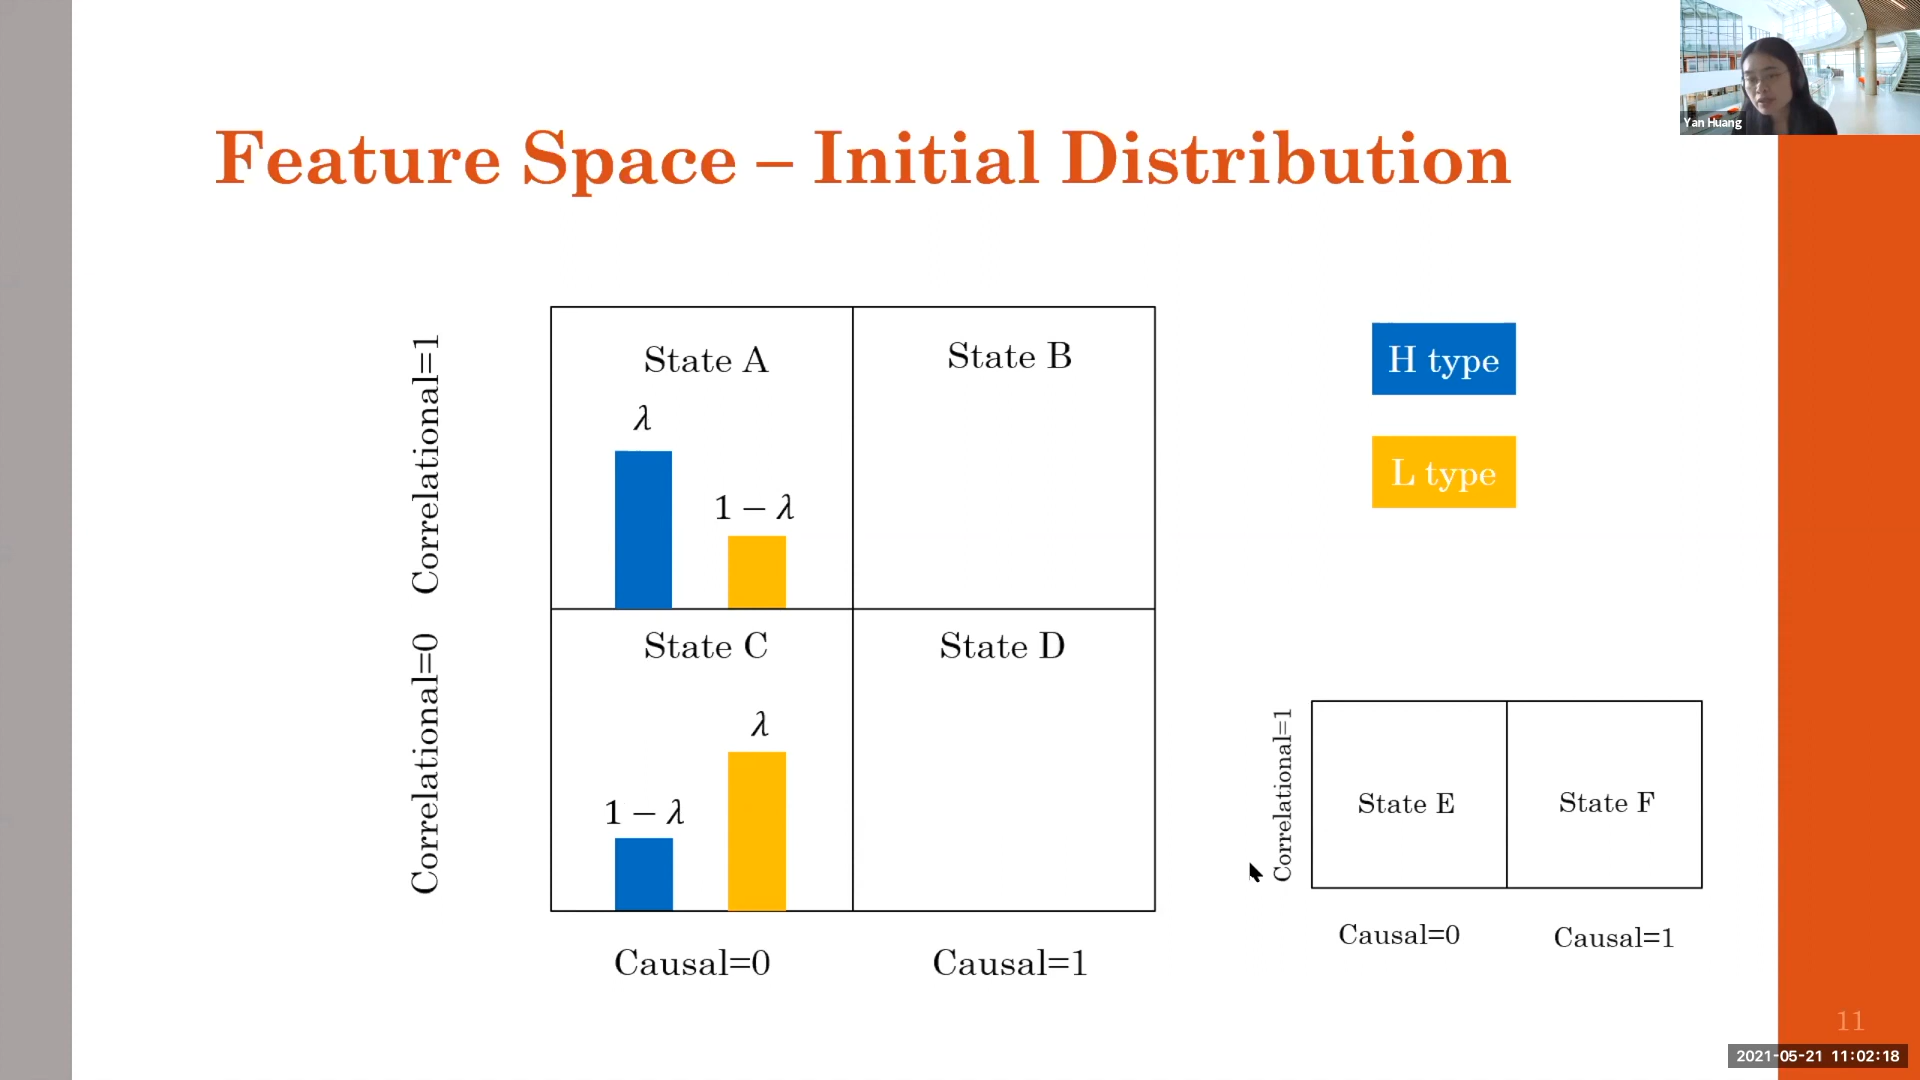 Yan Huang
Feature Space – Initial Distribution
Correlational=1
State A
State B
H type
λ
1 − λ
L type
Correlational=0
State C
State D
λ
1 − λ
Correlational=1
State E
State F
Causal=0
Causal=1
Causal=0
Causal=1
11
2021-05-21 11:02:18